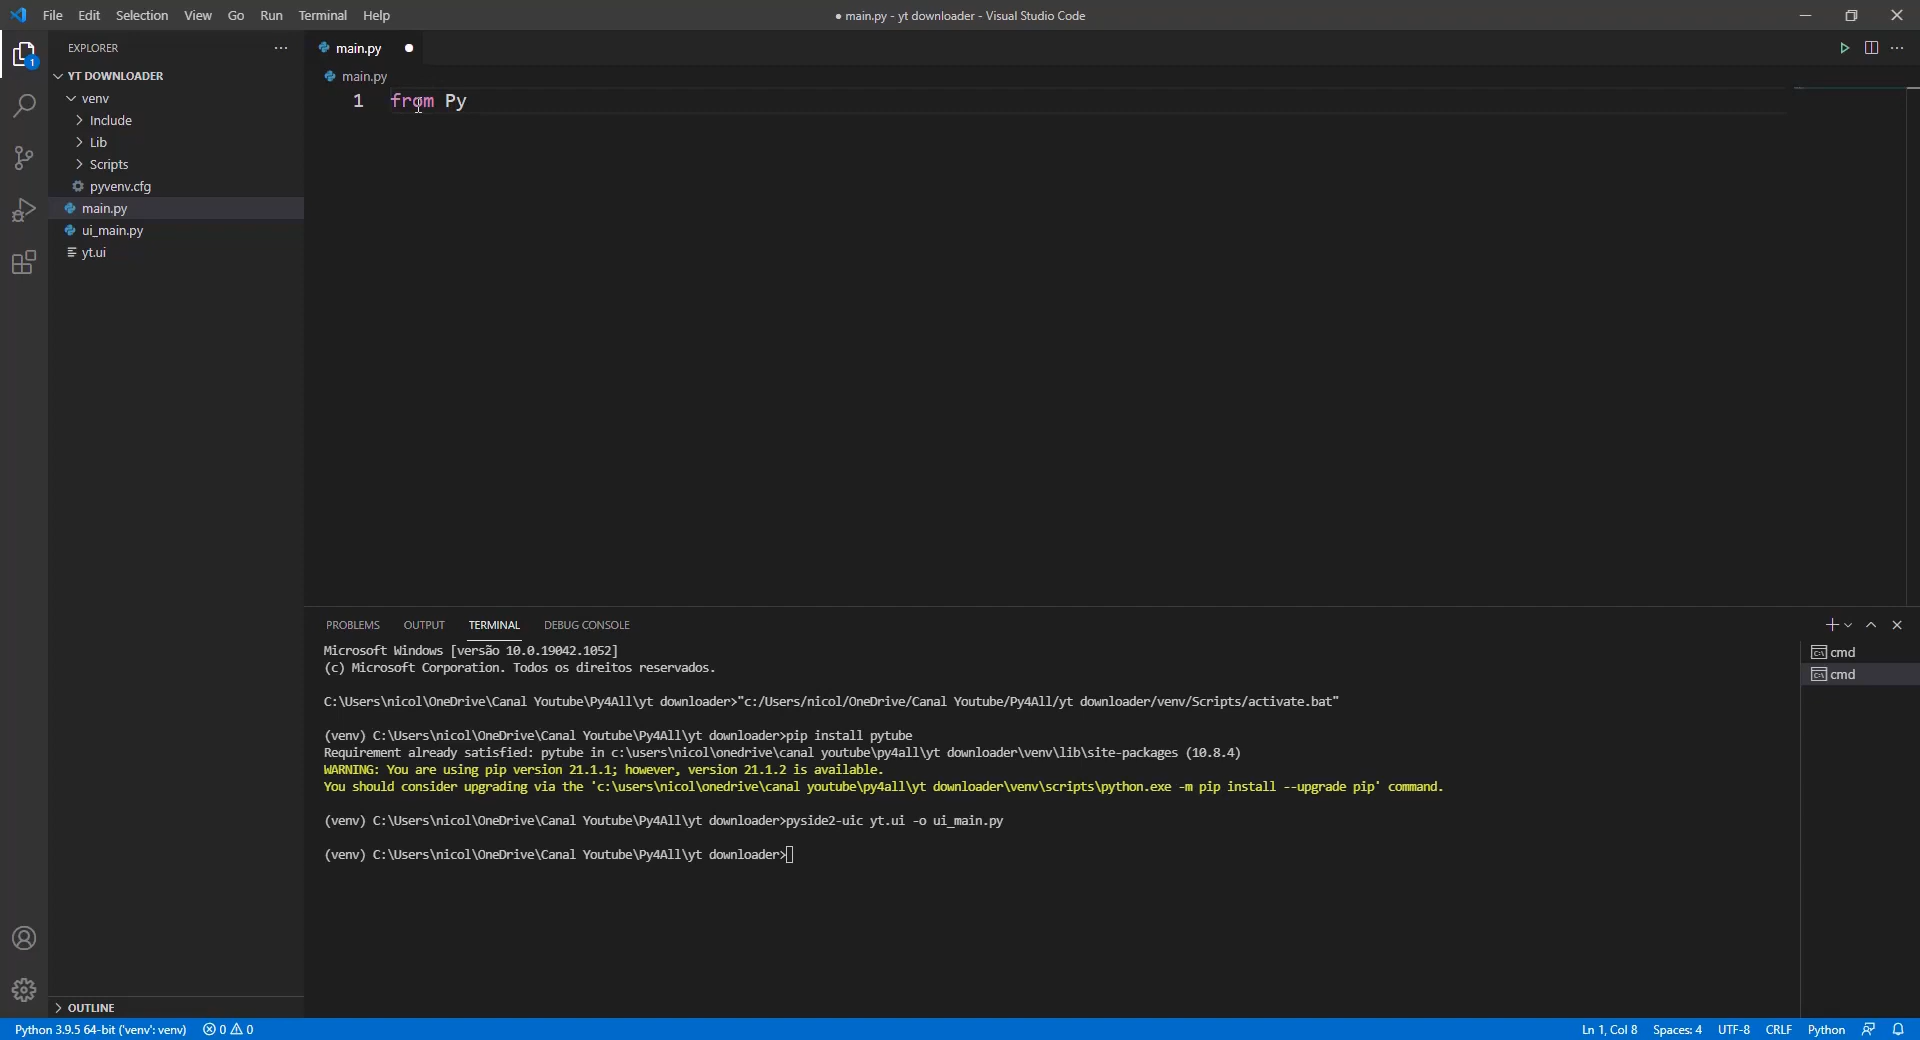 File Edit Selection View Go Run Terminal Help
● main.py - yt downloader - Visual Studio Code
EXPLORER
main.py
1
YT DOWNLOADER
main.py
venv
1 from Py
Include
Lib
Scripts
pyvenv.cfg
main.py
ui_main.py
yt.ui
PROBLEMS OUTPUT TERMINAL DEBUG CONSOLE
Microsoft Windows [versão 10.0.19042.1052]
(c) Microsoft Corporation. Todos os direitos reservados.
cmd
cmd
C:\Users\nicol\OneDrive\Canal Youtube\Py4All\yt downloader>"c:/Users/nicol/OneDrive/Canal Youtube/Py4All/yt downloader/venv/Scripts/activate.bat"
(venv) C:\Users\nicol\OneDrive\Canal Youtube\Py4All\yt downloader>pip install pytube
Requirement already satisfied: pytube in c:\users\nicol\onedrive\canal youtube\py4all\yt downloader\venv\lib\site-packages (10.8.4)
WARNING: You are using pip version 21.1.1; however, version 21.1.2 is available.
You should consider upgrading via the 'c:\users\nicol\onedrive\canal youtube\py4all\yt downloader\venv\scripts\python.exe -m pip install --upgrade pip' command.
(venv) C:\Users\nicol\OneDrive\Canal Youtube\Py4All\yt downloader>pyside2-uic yt.ui -o ui_main.py
(venv) C:\Users\nicol\OneDrive\Canal Youtube\Py4All\yt downloader>
OUTLINE
Python 3.9.5 64-bit ('venv': venv) 0 0
Ln 1, Col 8 Spaces: 4 UTF-8 CRLF Python